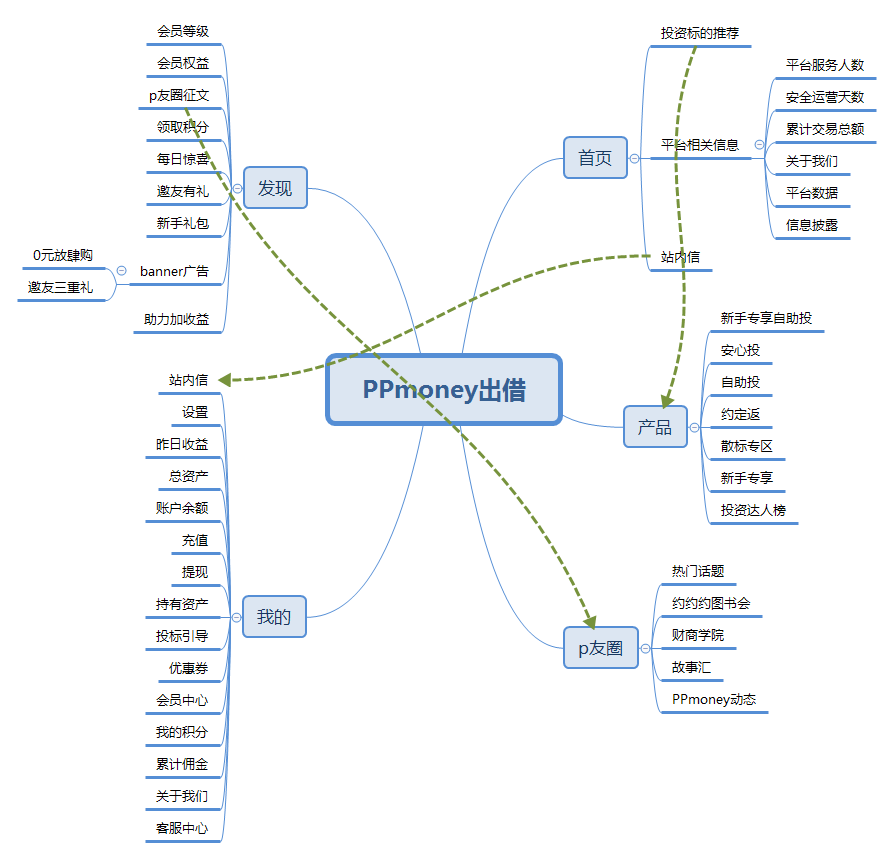 PPmoney出借
首页
投资标的推荐
平台相关信息
平台服务人数
安全运营天数
累计交易总额
关于我们
平台数据
信息披露
站内信
产品
新手专享自助投
安心投
自助投
约定返
散标专区
新手专享
投资达人榜
p友圈
热门话题
约约约图书会
财商学院
故事汇
PPmoney动态
发现
会员等级
会员权益
p友圈征文
领取积分
每日惊喜
邀友有礼
新手礼包
banner广告
0元放肆购
邀友三重礼
助力加收益
我的
站内信
设置
昨日收益
总资产
账户余额
充值
提现
持有资产
投标引导
优惠券
会员中心
我的积分
累计佣金
关于我们
客服中心